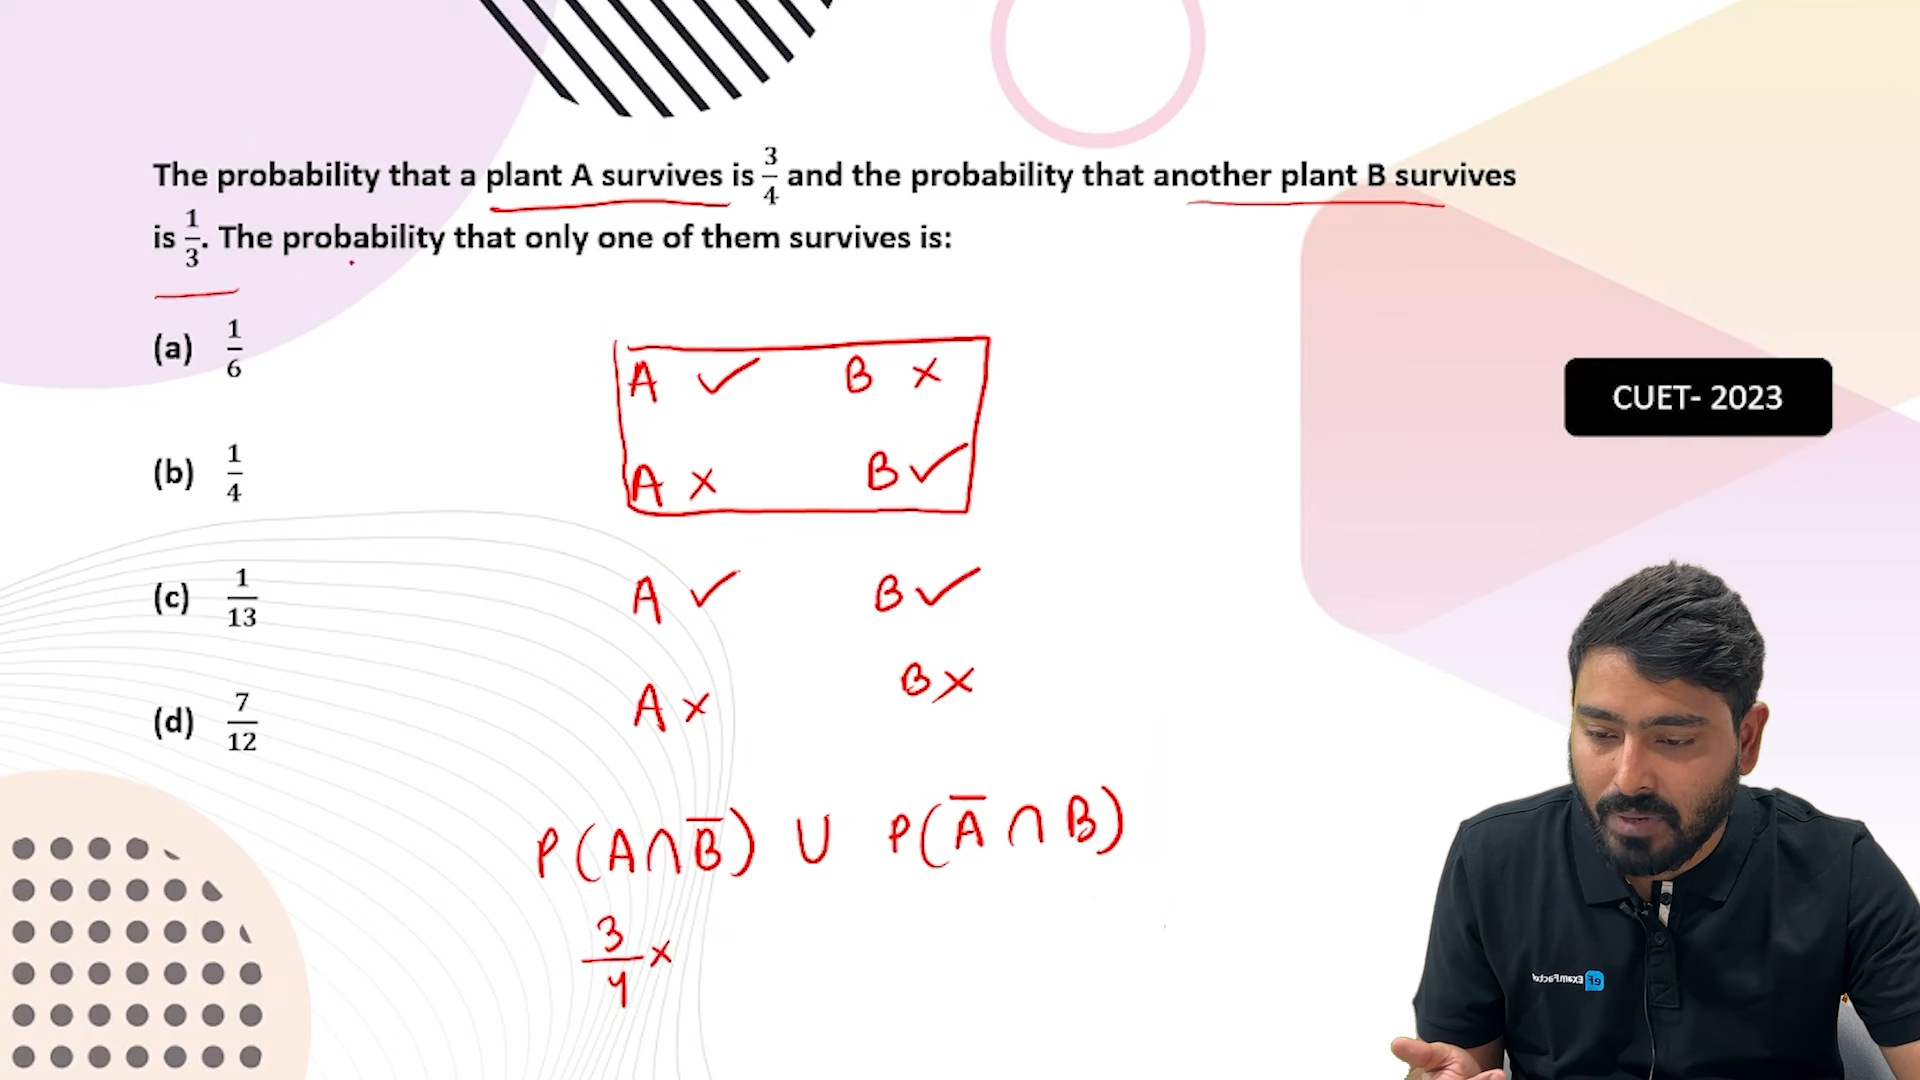 The probability that a plant A survives is 3/4 and the probability that another plant B survives
is 1/3. The probability that only one of them survives is:
(a) 1/6
(b) 1/4
(c) 1/13
(d) 7/12
CUET- 2023
A ✓ B ×
A × B ✓
A ✓ B ✓
A × B ×
P(A∩B̅) ∪ P(A̅∩B)
3/4 ×
ExamFactor
eF